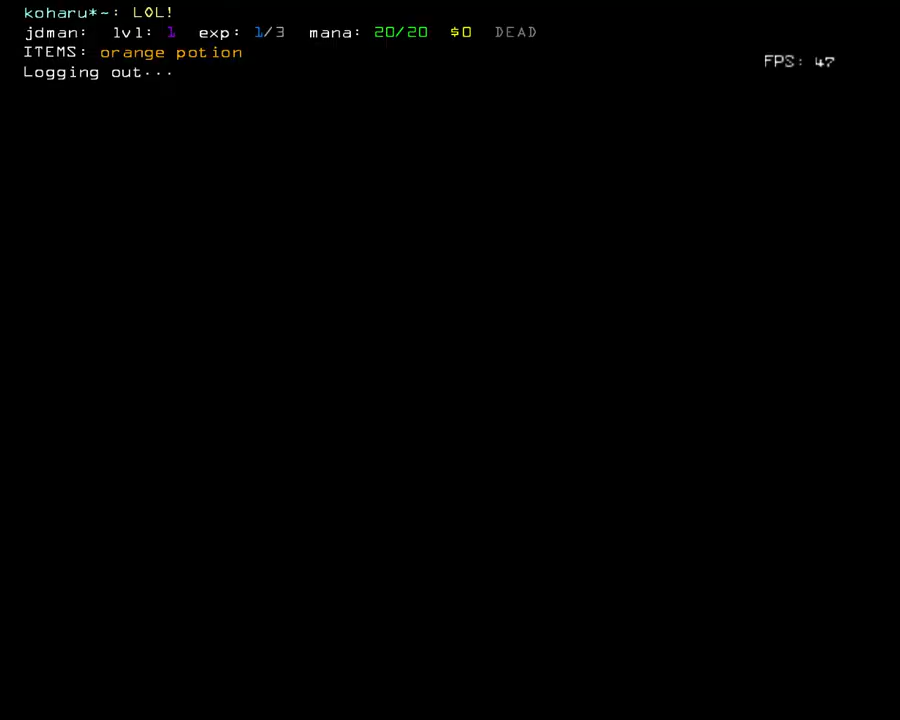 koharu*~: LOL!
jdman: lvl: 1 exp: 1/3 mana: 20/20 $0 DEAD
ITEMS: orange potion
FPS: 47
Logging out...